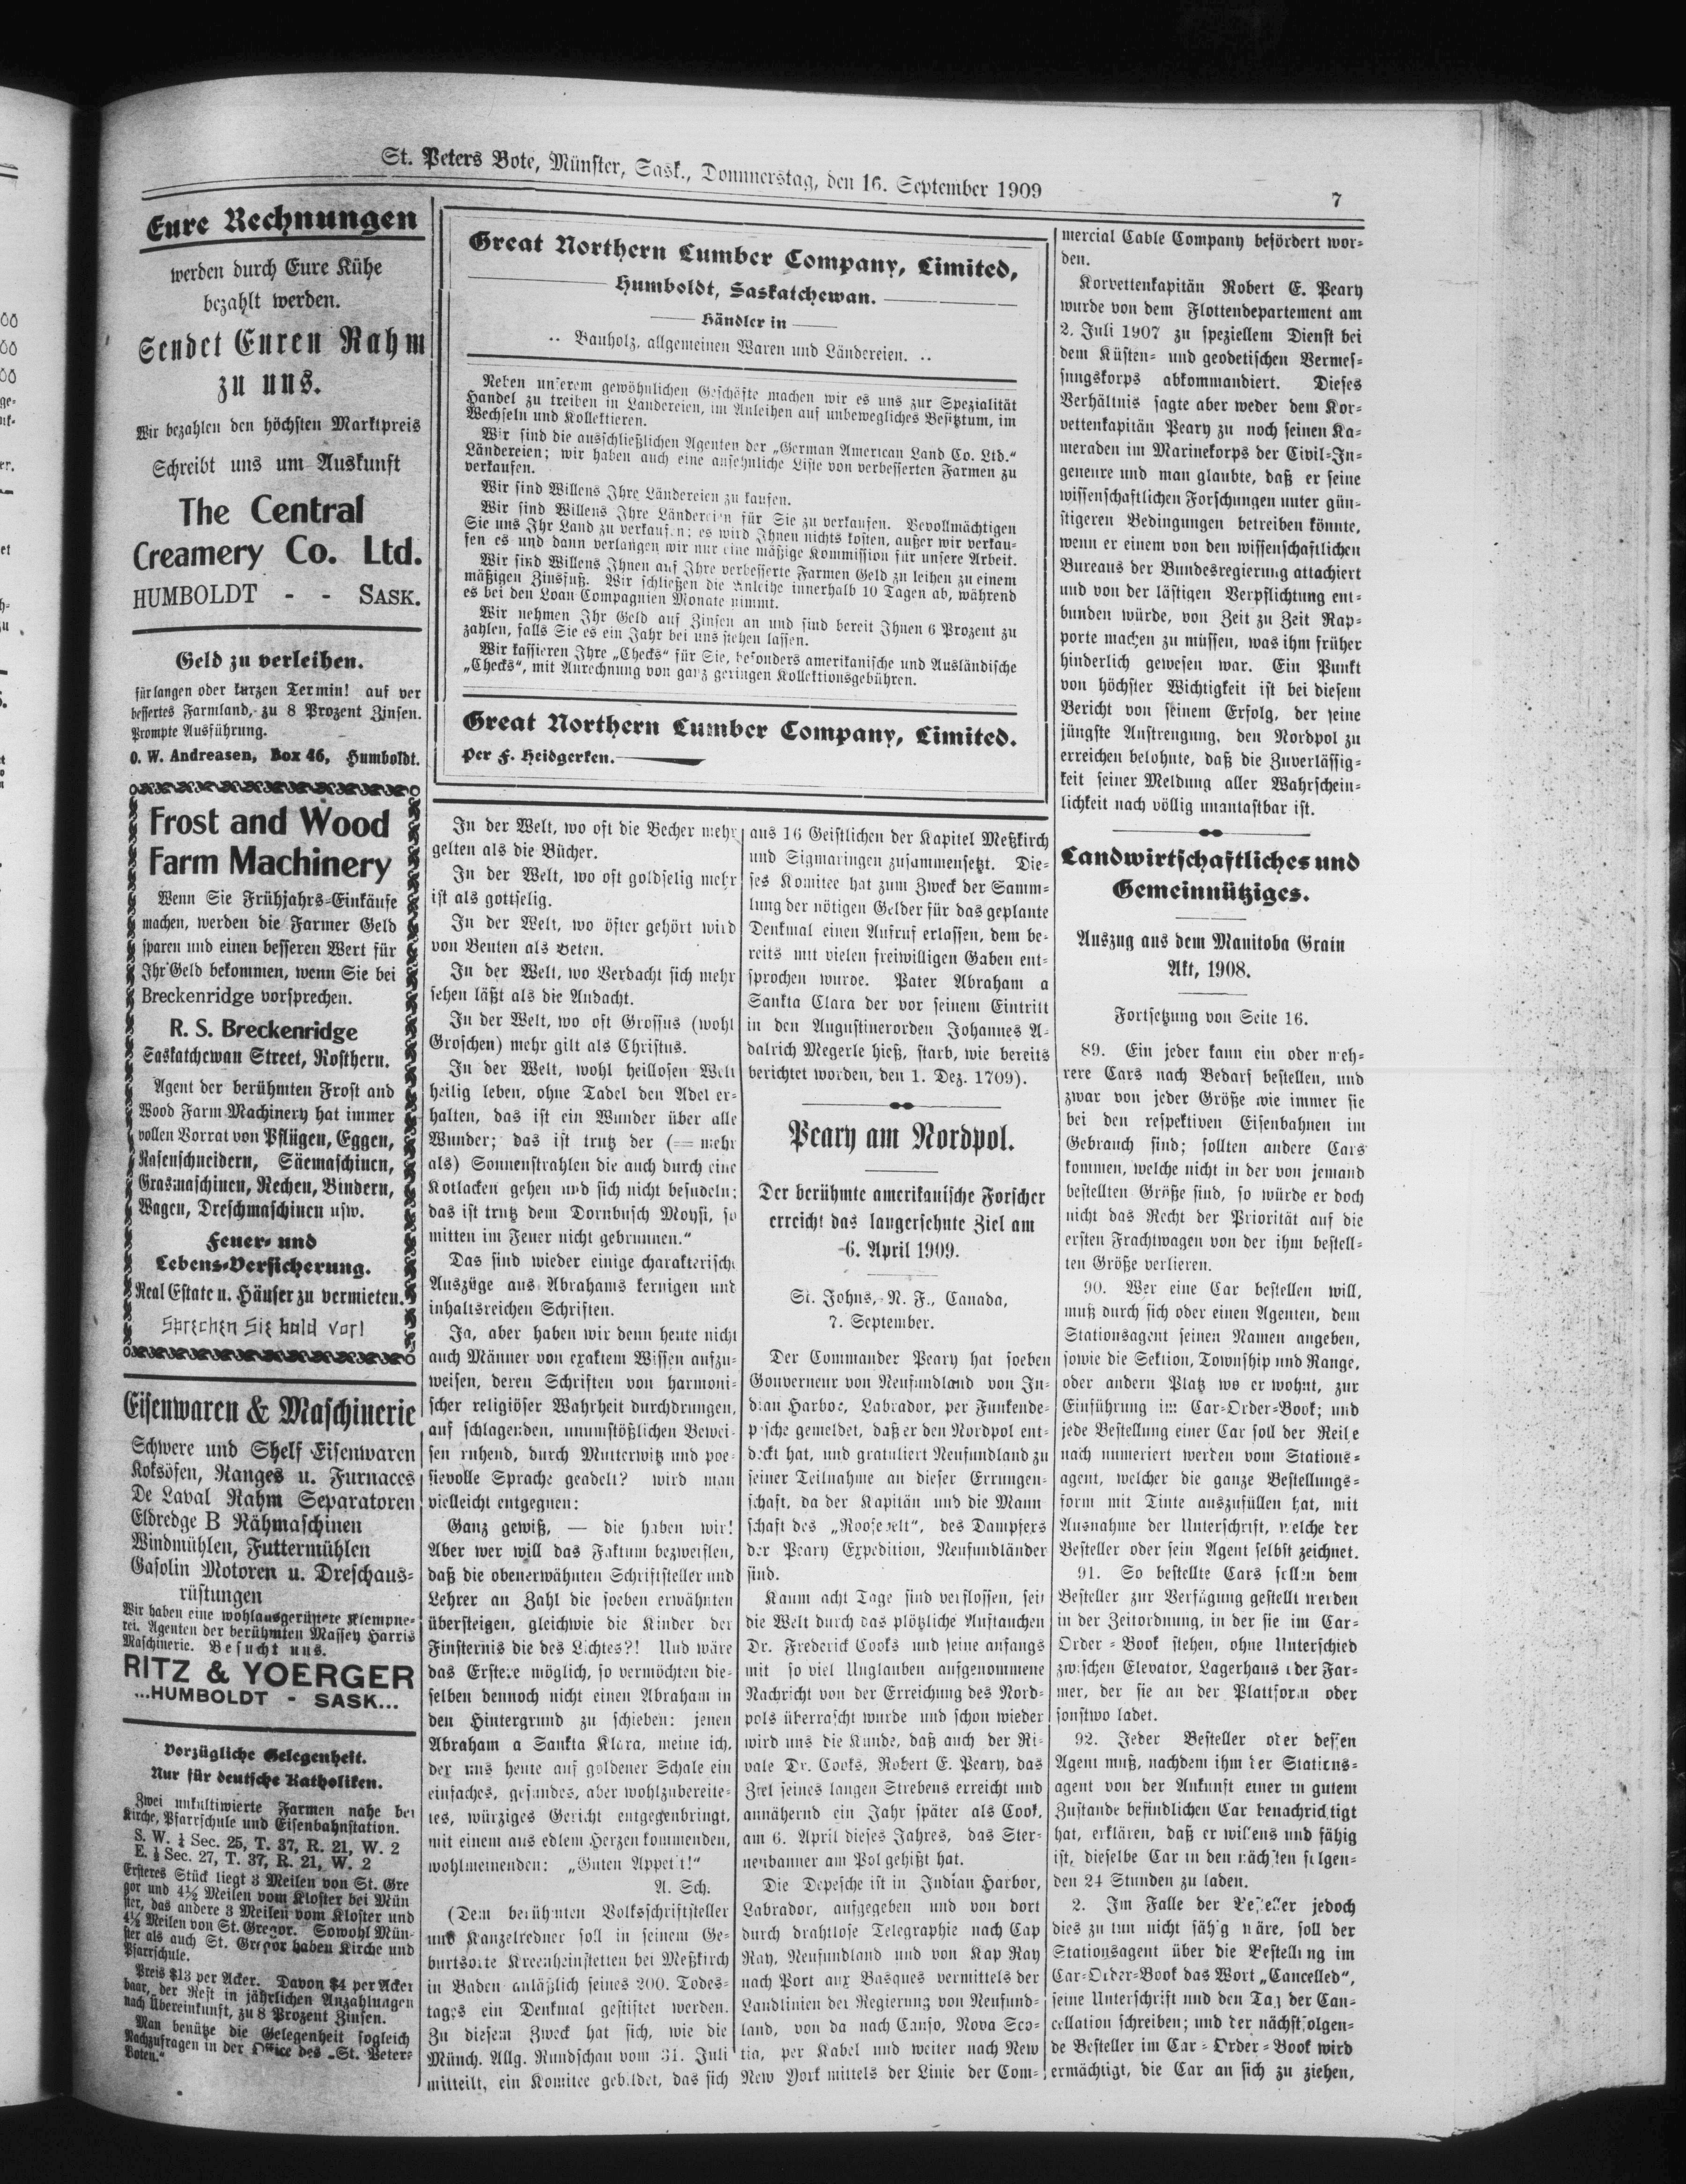 St. Peters Bote, Münster, Sask., Donnnerstag, den 16. September 1909
7
Eure Rechnungen
werden durch Eure Kühe
bezahlt werden.
Sendet Euren Rahm
zu uns.
Wir bezahlen den höchsten Marktpreis
Schreibt uns um Auskunft
The Central
Creamery Co. Ltd.
HUMBOLDT - - SASK.
Geld zu verleihen.
für langen oder kurzen Termin! auf ver
bessertes Farmland, zu 8 Prozent Zinsen.
Prompte Ausführung.
O. W. Andreasen, Box 46, Humboldt.
Frost and Wood
Farm Machinery
Wenn Sie Frühjahrs-Einkäufe
machen, werden die Farmer Geld
sparen und einen besseren Wert für
Ihr Geld bekommen, wenn Sie bei
Breckenridge vorsprechen.
R. S. Breckenridge
Saskatchewan Street, Rosthern.
Agent der berühmten Frost and
Wood Farm Machinery hat immer
vollen Vorrat von Pflügen, Eggen,
Rasenschneidern, Säemaschinen,
Grasmaschinen, Rechen, Bindern,
Wagen, Dreschmaschinen usw.
Feuer- und
Lebens-Versicherung.
Real Estate u. Häuser zu vermieten.
Sprechen Sie bald vor!
Eisenwaren & Maschinerie
Schwere und Shelf Eisenwaren
Koksöfen, Ranges u. Furnaces
De Laval Rahm Separatoren
Eldredge B Nähmaschinen
Windmühlen, Futtermühlen
Gasolin Motoren u. Dreschaus-
rüstungen
Wir haben eine wohlausgerüstete Klempne-
rei. Agenten der berühmten Massey Harris
Maschinerie. Besucht uns.
RITZ & YOERGER
...HUMBOLDT - SASK...
Vorzügliche Gelegenheit.
Nur für deutsche Katholiken.
Zwei unkultiwierte Farmen nahe bei
Kirche, Pfarrschule und Eisenbahnstation.
S. W. ¼ Sec. 25, T. 37, R. 21, W. 2
E. ½ Sec. 27, T. 37, R. 21, W. 2
Ersteres Stück liegt 3 Meilen von St. Gre
gor und 4½ Meilen vom Kloster bei Mün
ster, das andere 3 Meilen vom Kloster und
4½ Meilen von St. Gregor. Sowohl Mün-
ster als auch St. Gregor haben Kirche und
Pfarrschule.
Preis $13 per Acker. Davon $4 per Acker
baar, der Rest in jährlichen Anzahlungen
nach Übereinkunft, zu 8 Prozent Zinsen.
Man benütze die Gelegenheit sogleich
Nachzufragen in der Office des „St. Peters
Boten."
Great Northern Lumber Company, Limited,
Humboldt, Saskatchewan.
Händler in
.. Bauholz, allgemeinen Waren und Ländereien. ..
Neben unserem gewöhnlichen Geschäfte machen wir es uns zur Spezialität
Handel zu treiben in Ländereien, im Anleihen auf unbewegliches Besitztum, im
Wechseln und Kollektieren.
Wir sind die ausschließlichen Agenten der „German American Land Co. Ltd."
Ländereien; wir haben auch eine ansehnliche Liste von verbesserten Farmen zu
verkaufen.
Wir sind Willens Ihre Ländereien zu kaufen.
Wir sind Willens Ihre Ländereien für Sie zu verkaufen. Bevollmächtigen
Sie uns Ihr Land zu verkaufen; es wird Ihnen nichts kosten, außer wir verkau-
fen es und dann verlangen wir nur eine mäßige Kommission für unsere Arbeit.
Wir sind Willens Ihnen auf Ihre verbesserte Farmen Geld zu leihen zu einem
mäßigen Zinsfuß. Wir schließen die Anleihe innerhalb 10 Tagen ab, während
es bei den Loan Compagnien Monate nimmt.
Wir nehmen Ihr Geld auf Zinsen an und sind bereit Ihnen 6 Prozent zu
zahlen, falls Sie es ein Jahr bei uns stehen lassen.
Wir kassieren Ihre „Checks" für Sie, besonders amerikanische und Ausländische
„Checks", mit Anrechnung von ganz geringen Kollektionsgebühren.
Great Northern Lumber Company, Limited.
Per F. Heidgerken.
In der Welt, wo oft die Becher mehr
gelten als die Bücher.
In der Welt, wo oft goldselig mehr
ist als gottselig.
In der Welt, wo öfter gehört wird
von Beuten als Beten.
In der Welt, wo Verdacht sich mehr
sehen läßt als die Andacht.
In der Welt, wo oft Grossus (wohl
Groschen) mehr gilt als Christus.
In der Welt, wohl heillosen Welt
heilig leben, ohne Tadel den Adel er-
halten, das ist ein Wunder über alle
Wunder; das ist trutz der (= mehr
als) Sonnenstrahlen die auch durch eine
Kotlacken gehen und sich nicht besudeln;
das ist trutz dem Dornbusch Moysi, so
mitten im Feuer nicht gebrunnen."
Das sind wieder einige charakterische
Auszüge aus Abrahams kernigen und
inhaltsreichen Schriften.
Ja, aber haben wir denn heute nicht
auch Männer von exaktem Wissen aufzu-
weisen, deren Schriften von harmoni-
scher religiöser Wahrheit durchdrungen,
auf schlagenden, unumstößlichen Bewei-
sen ruhend, durch Mutterwitz und poe-
sievolle Sprache geadelt? wird man
vielleicht entgegnen:
Ganz gewiß, — die haben wir!
Aber wer will das Faktum bezweiflen,
daß die obenerwähnten Schriftsteller und
Lehrer an Zahl die soeben erwähnten
übersteigen, gleichwie die Kinder der
Finsternis die des Lichtes?! Und wäre
das Erstere möglich, so vermöchten die-
selben dennoch nicht einen Abraham in
den Hintergrund zu schieben: jenen
Abraham a Sankta Klara, meine ich,
der uns heute auf goldener Schale ein
einfaches, gesundes, aber wohlzubereite-
tes, würziges Gericht entgegenbringt,
mit einem aus edlem Herzen kommenden,
wohlmeinenden: „Guten Appetit!"
A. Sch.
(Dem berühmten Volksschriftsteller
und Kanzelredner soll in seinem Ge-
burtsorte Kreenheinstetten bei Meßkirch
in Baden anläßlich seines 200. Todes-
tages ein Denkmal gestiftet werden.
Zu diesem Zweck hat sich, wie die
Münch. Allg. Rundschau vom 31. Juli
mitteilt, ein Komitee gebildet, das sich
aus 16 Geistlichen der Kapitel Meßkirch
und Sigmaringen zusammensetzt. Die-
ses Komitee hat zum Zweck der Samm-
lung der nötigen Gelder für das geplante
Denkmal einen Aufruf erlassen, dem be-
reits mit vielen freiwilligen Gaben ent-
sprochen wurde. Pater Abraham a
Sankta Clara der vor seinem Eintritt
in den Augustinerorden Johannes A-
dalrich Megerle hieß, starb, wie bereits
berichtet worden, den 1. Dez. 1709).
Peary am Nordpol.
Der berühmte amerikanische Forscher
erreicht das langersehnte Ziel am
6. April 1909.
St. Johns, N. F., Canada,
7. September.
Der Commander Peary hat soeben
Gouverneur von Neufundland von In-
dian Harbor, Labrador, per Funkende-
pesche gemeldet, daß er den Nordpol ent-
deckt hat, und gratuliert Neufundland zu
seiner Teilnahme an dieser Errungen-
schaft, da der Kapitän und die Mann
schaft des „Roosevelt", des Dampfers
der Peary Expedition, Neufundländer
sind.
Kaum acht Tage sind verflossen, seit
die Welt durch das plötzliche Auftauchen
Dr. Frederick Cooks und seine anfangs
mit so viel Unglauben aufgenommene
Nachricht von der Erreichung des Nord-
pols überrascht wurde und schon wieder
wird uns die Kunde, daß auch der Ri-
vale Dr. Cooks, Robert E. Peary, das
Ziel seines langen Strebens erreicht und
annähernd ein Jahr später als Cook,
am 6. April dieses Jahres, das Ster-
nenbanner am Pol gehißt hat.
Die Depesche ist in Indian Harbor,
Labrador, aufgegeben und von dort
durch drahtlose Telegraphie nach Cap
Ray, Neufundland und von Kap Ray
nach Port aux Basques vermittels der
Landlinien der Regierung von Neufund-
land, von da nach Canso, Nova Sco-
tia, per Kabel und weiter nach New
New York mittels der Linie der Com-
mercial Cable Company befördert wor-
den.
Korvettenkapitän Robert E. Peary
wurde von dem Flottendepartement am
2. Juli 1907 zu speziellem Dienst bei
dem Küsten- und geodetischen Vermes-
sungskorps abkommandiert. Dieses
Verhältnis sagte aber weder dem Kor-
vettenkapitän Peary zu noch seinen Ka-
meraden im Marinekorps der Civil-In-
geneure und man glaubte, daß er seine
wissenschaftlichen Forschungen unter gün-
stigeren Bedingungen betreiben könnte,
wenn er einem von den wissenschaftlichen
Bureaus der Bundesregierung attachiert
und von der lästigen Verpflichtung ent-
bunden würde, von Zeit zu Zeit Rap-
porte machen zu müssen, was ihm früher
hinderlich gewesen war. Ein Punkt
von höchster Wichtigkeit ist bei diesem
Bericht von seinem Erfolg, der seine
jüngste Anstrengung, den Nordpol zu
erreichen belohnte, daß die Zuverlässig-
keit seiner Meldung aller Wahrschein-
lichkeit nach völlig unantastbar ist.
Landwirtschaftliches und
Gemeinnütziges.
Auszug aus dem Manitoba Grain
Akt, 1908.
Fortsetzung von Seite 16.
89. Ein jeder kann ein oder meh-
rere Cars nach Bedarf bestellen, und
zwar von jeder Größe wie immer sie
bei den respektiven Eisenbahnen im
Gebrauch sind; sollten andere Cars
kommen, welche nicht in der von jemand
bestellten Größe sind, so würde er doch
nicht das Recht der Priorität auf die
ersten Frachtwagen von der ihm bestell-
ten Größe verlieren.
90. Wer eine Car bestellen will,
muß durch sich oder einen Agenten, dem
Stationsagent seinen Namen angeben,
sowie die Sektion, Township und Range,
oder andern Platz wo er wohnt, zur
Einführung im Car-Order-Book; und
jede Bestellung einer Car soll der Reihe
nach numeriert werden vom Stations-
agent, welcher die ganze Bestellungs-
form mit Tinte auszufüllen hat, mit
Ausnahme der Unterschrift, welche der
Besteller oder sein Agent selbst zeichnet.
91. So bestellte Cars sollen dem
Besteller zur Verfügung gestellt werden
in der Zeitordnung, in der sie im Car-
Order-Book stehen, ohne Unterschied
zwischen Elevator, Lagerhaus oder Far-
mer, der sie an der Plattform oder
sonstwo ladet.
92. Jeder Besteller oder dessen
Agent muß, nachdem ihm der Stations-
agent von der Ankunft einer in gutem
Zustande befindlichen Car benachrichtigt
hat, erklären, daß er willens und fähig
ist, dieselbe Car in den nächsten folgen-
den 24 Stunden zu laden.
2. Im Falle der Besteller jedoch
dies zu tun nicht fähig wäre, soll der
Stationsagent über die Bestellung im
Car-Order-Book das Wort „Cancelled",
seine Unterschrift und den Tag der Can-
cellation schreiben; und der nächstfolgen-
de Besteller im Car-Order-Book wird
ermächtigt, die Car an sich zu ziehen,